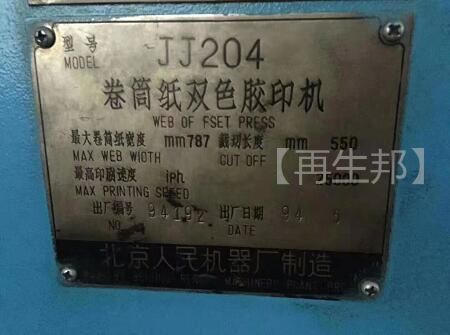 型号 JJ204
MODEL
卷筒纸双色胶印机
WEB OF FSET PRESS
最大卷筒纸宽度 mm787 裁切长度 mm 550
MAX WEB WIDTH CUT OFF
最高印刷速度 iph 25000
MAX PRINTING SPEED
出厂编号 94192 出厂日期 94 6
NO DATE
北京人民机器厂制造
【再生邦】